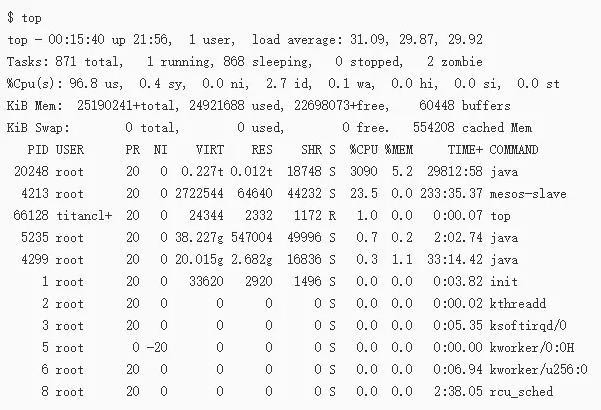 $ top
top - 00:15:40 up 21:56,  1 user,  load average: 31.09, 29.87, 29.92
Tasks: 871 total,   1 running, 868 sleeping,   0 stopped,   2 zombie
%Cpu(s): 96.8 us,  0.4 sy,  0.0 ni,  2.7 id,  0.1 wa,  0.0 hi,  0.0 si,  0.0 st
KiB Mem:  25190241+total, 24921688 used, 22698073+free,    60448 buffers
KiB Swap:        0 total,        0 used,        0 free.   554208 cached Mem
PID USER      PR  NI    VIRT    RES    SHR S  %CPU %MEM     TIME+ COMMAND
20248 root      20   0  0.227t 0.012t  18748 S  3090  5.2  29812:58 java
4213 root      20   0 2722544  64640  44232 S  23.5  0.0 233:35.37 mesos-slave
66128 titancl+  20   0   24344   2332   1172 R   1.0  0.0   0:00.07 top
5235 root      20   0 38.227g 547004  49996 S   0.7  0.2   2:02.74 java
4299 root      20   0 20.015g 2.682g  16836 S   0.3  1.1  33:14.42 java
1 root      20   0   33620   2920   1496 S   0.0  0.0   0:03.82 init
2 root      20   0       0      0      0 S   0.0  0.0   0:00.02 kthreadd
3 root      20   0       0      0      0 S   0.0  0.0   0:05.35 ksoftirqd/0
5 root       0 -20       0      0      0 S   0.0  0.0   0:00.00 kworker/0:0H
6 root      20   0       0      0      0 S   0.0  0.0   0:06.94 kworker/u256:0
8 root      20   0       0      0      0 S   0.0  0.0   2:38.05 rcu_sched